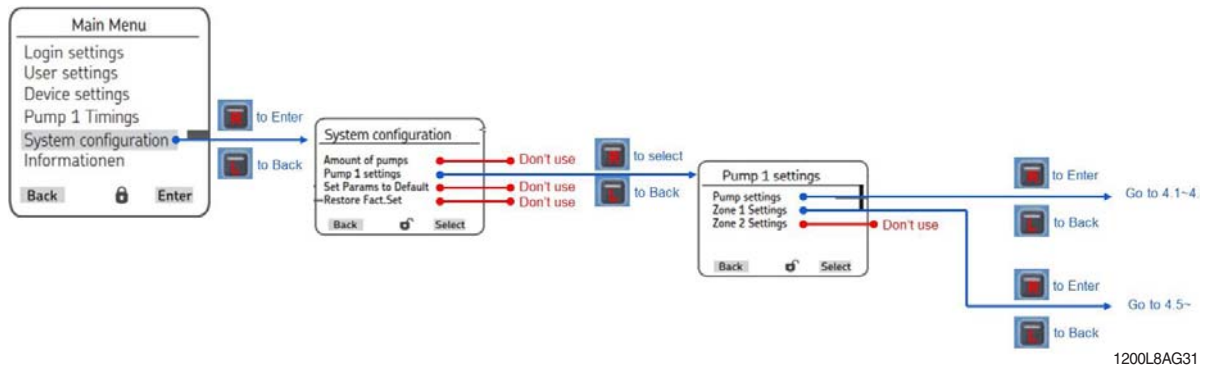 Main Menu
Login settings
User settings
Device settings
Pump 1 Timings
System configuration
Informationen
Back Enter
to Enter
to Back
System configuration
Amount of pumps
Pump 1 settings
Set Params to Default
Restore Fact.Set
Back Select
Don't use
Don't use
Don't use
to select
to Back
Pump 1 settings
Pump settings
Zone 1 Settings
Zone 2 Settings
Back Select
Don't use
to Enter
to Back
Go to 4.1~4.
to Enter
to Back
Go to 4.5~
1200L8AG31